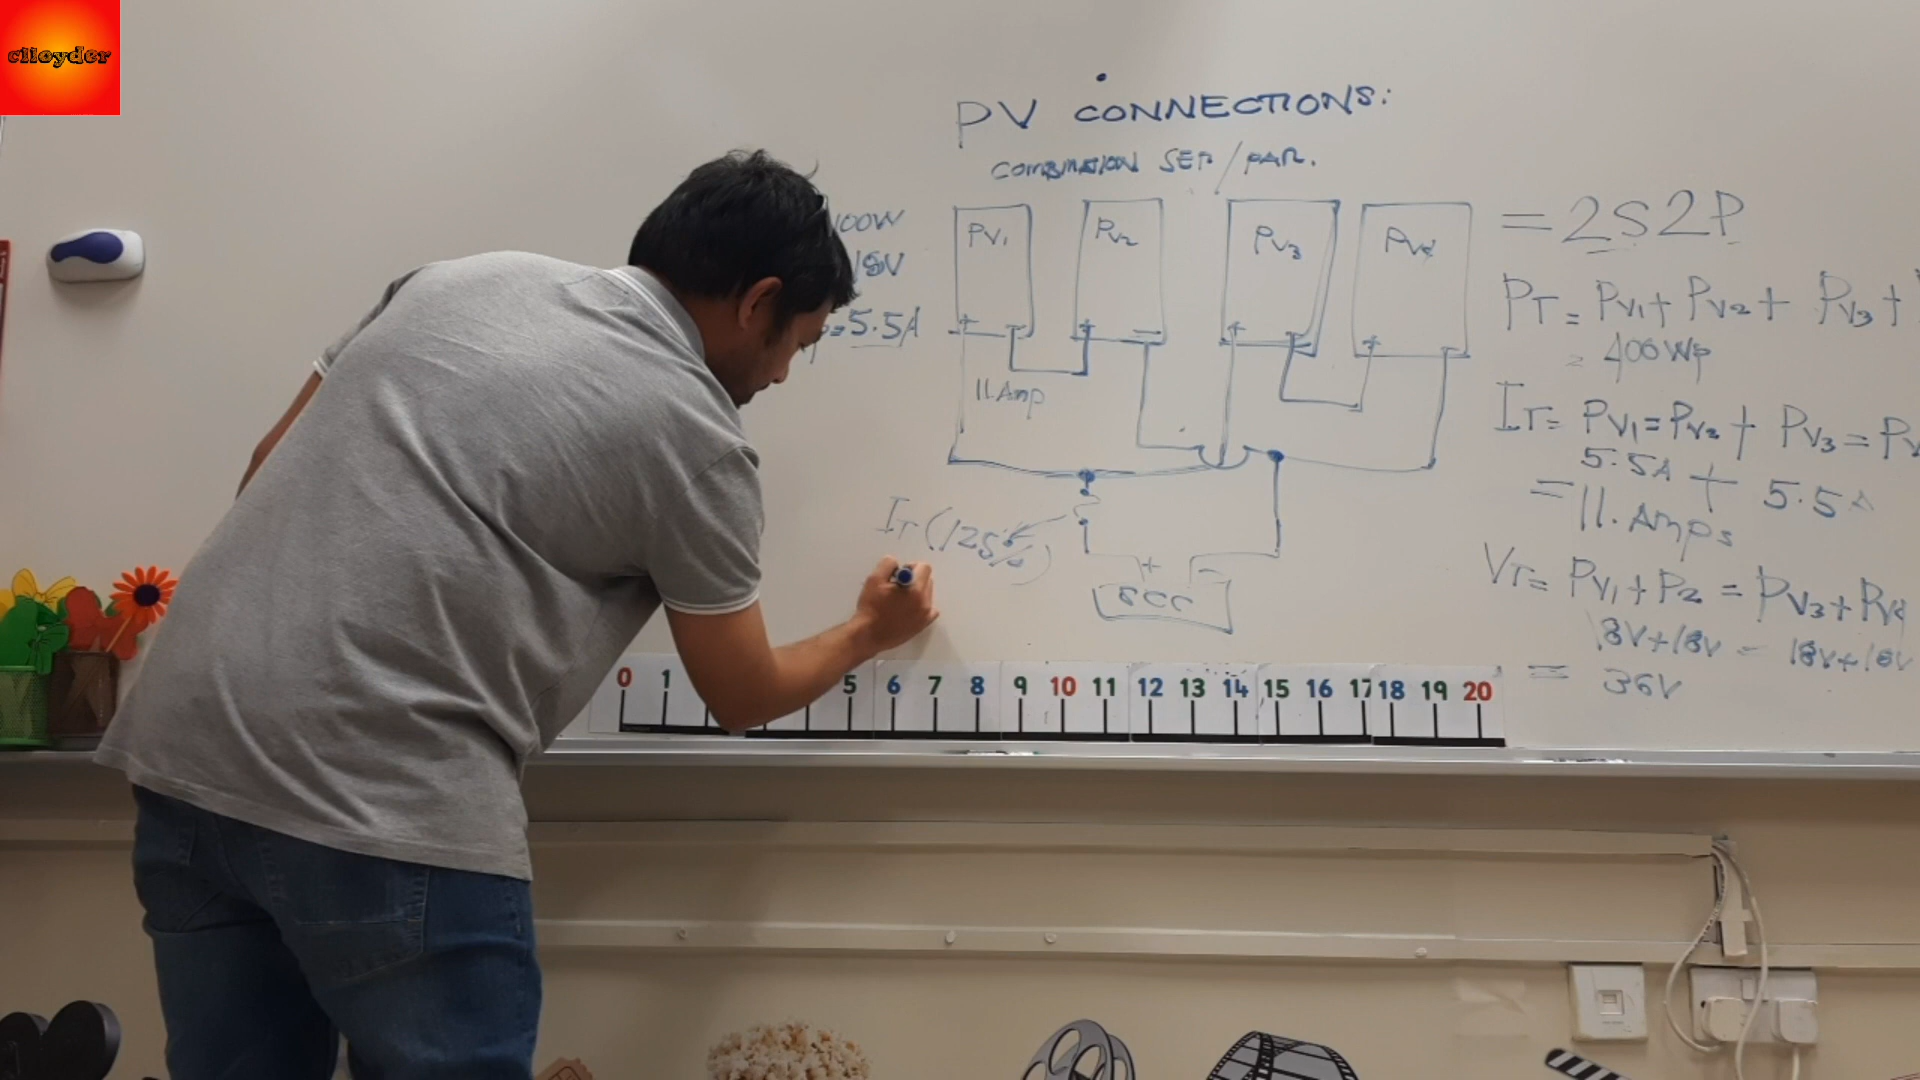 ciloyder
PV CONNECTIONS:
COMBINATION SER/PAR.
100W
18V
=5.5A
PV1
PV2
PV3
PV4
+
+
+
+
11 Amp
IT (125%)
+ -
SCC
= 2S2P
PT = PV1+ PV2+ PV3+
= 400Wp
IT= PV1=PV2 + PV3=PV
5.5A + 5.5A
= 11. Amps
VT= PV1+P2 = PV3+PV4
18V+18V = 18V+18V
= 36V
0 1 5 6 7 8 9 10 11 12 13 14 15 16 17 18 19 20